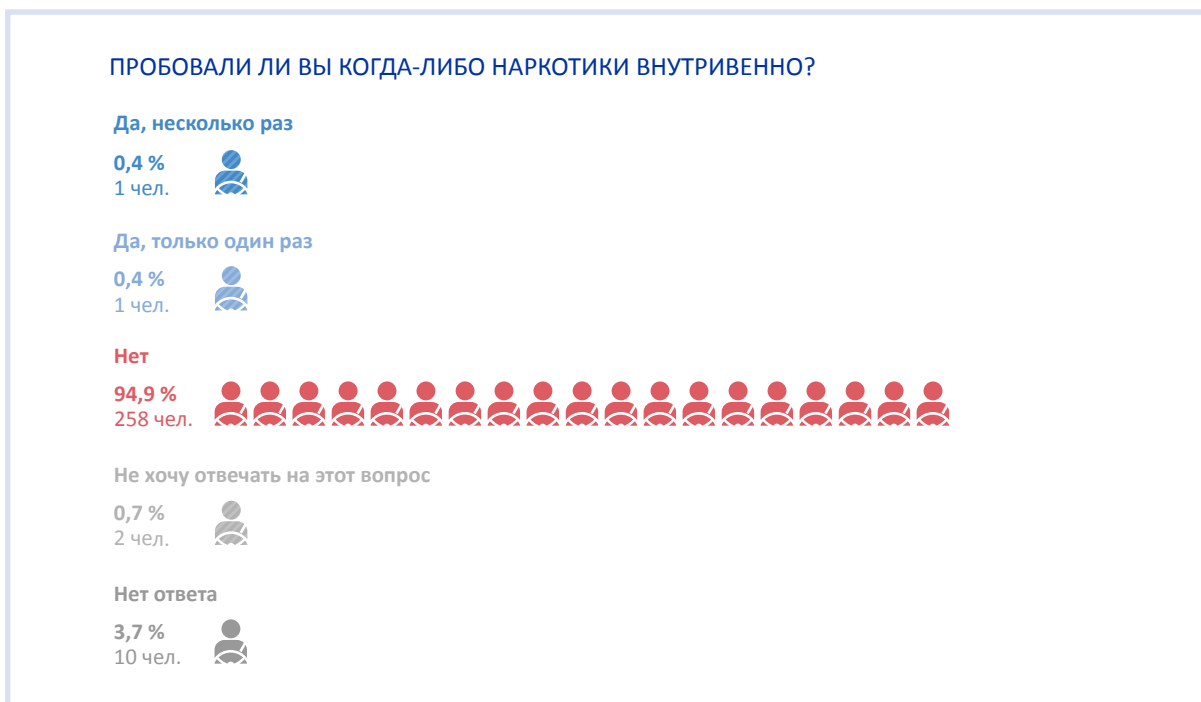 ПРОБОВАЛИ ЛИ ВЫ КОГДА-ЛИБО НАРКОТИКИ ВНУТРИВЕННО?
Да, несколько раз
0,4 %
1 чел.
Да, только один раз
0,4 %
1 чел.
Нет
94,9 %
258 чел.
Не хочу отвечать на этот вопрос
0,7 %
2 чел.
Нет ответа
3,7 %
10 чел.